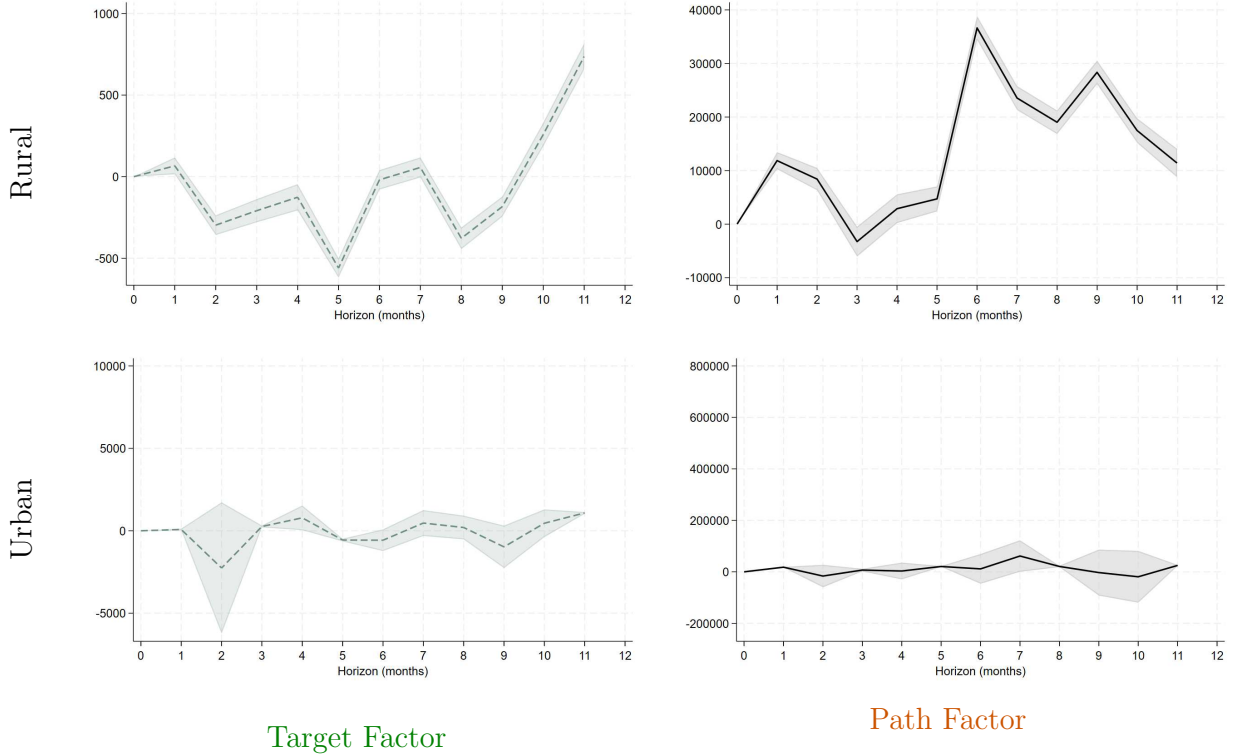 Rural
1000
500
0
-500
0 1 2 3 4 5 6 7 8 9 10 11 12
Horizon (months)
40000
30000
20000
10000
0
-10000
0 1 2 3 4 5 6 7 8 9 10 11 12
Horizon (months)
Urban
10000
5000
0
-5000
0 1 2 3 4 5 6 7 8 9 10 11 12
Horizon (months)
800000
600000
400000
200000
0
-200000
0 1 2 3 4 5 6 7 8 9 10 11 12
Horizon (months)
Target Factor
Path Factor